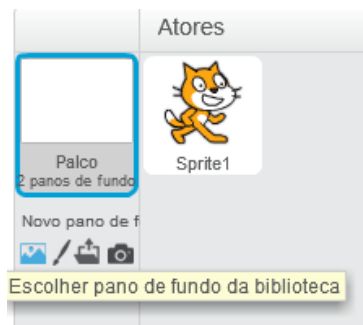 Atores
Palco
2 panos de fundo
Sprite1
Novo pano de f
Escolher pano de fundo da biblioteca